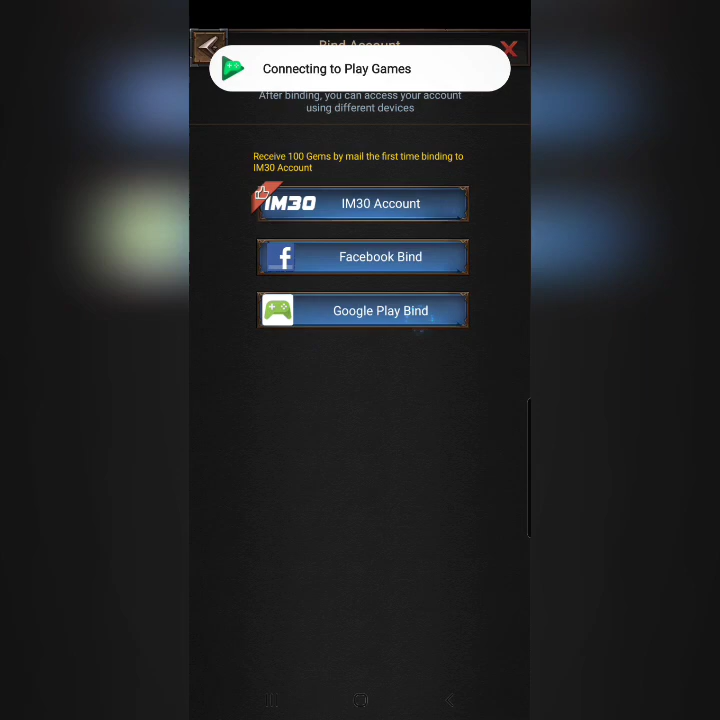 Bind Account
Connecting to Play Games
After binding, you can access your account
using different devices
Receive 100 Gems by mail the first time binding to
IM30 Account
IM30 IM30 Account
f Facebook Bind
Google Play Bind